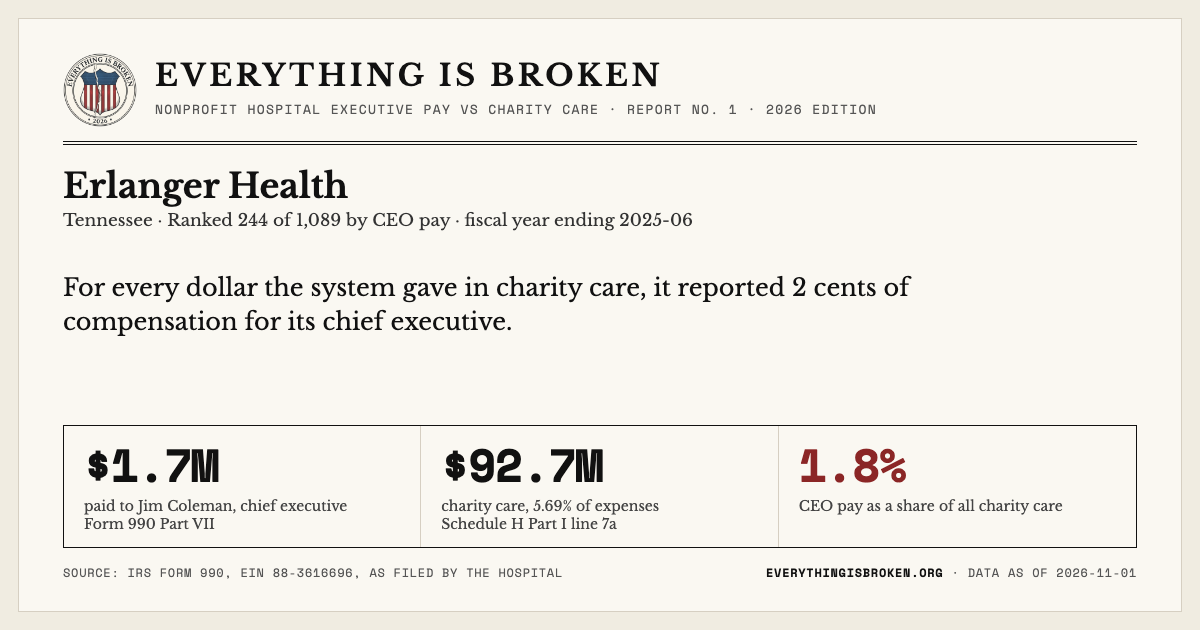 EVERYTHING IS BROKEN
2026
EVERYTHING IS BROKEN
NONPROFIT HOSPITAL EXECUTIVE PAY VS CHARITY CARE · REPORT NO. 1 · 2026 EDITION
Erlanger Health
Tennessee · Ranked 244 of 1,089 by CEO pay · fiscal year ending 2025-06
For every dollar the system gave in charity care, it reported 2 cents of
compensation for its chief executive.
$1.7M
paid to Jim Coleman, chief executive
Form 990 Part VII
$92.7M
charity care, 5.69% of expenses
Schedule H Part I line 7a
1.8%
CEO pay as a share of all charity care
SOURCE: IRS FORM 990, EIN 88-3616696, AS FILED BY THE HOSPITAL
EVERYTHINGISBROKEN.ORG · DATA AS OF 2026-11-01